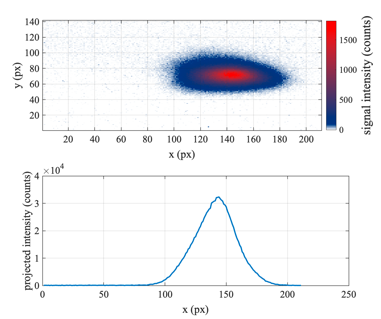 140
120
100
80
60
40
20
y (px)
20 40 60 80 100 120 140 160 180 200
x (px)
1500
1000
500
0
signal intensity (counts)
×10⁴
4
3
2
1
0
projected intensity (counts)
0 50 100 150 200 250
x (px)